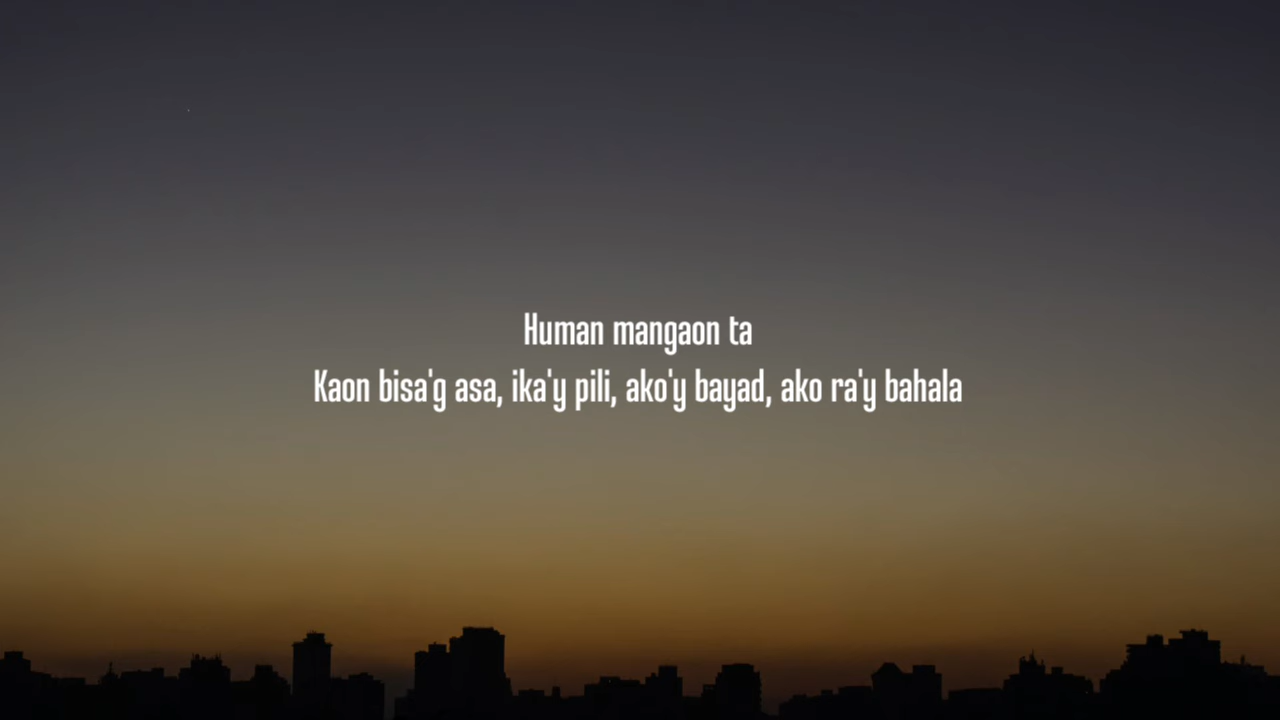 Human mangaon ta
Kaon bisa'g asa, ika'y pili, ako'y bayad, ako ra'y bahala